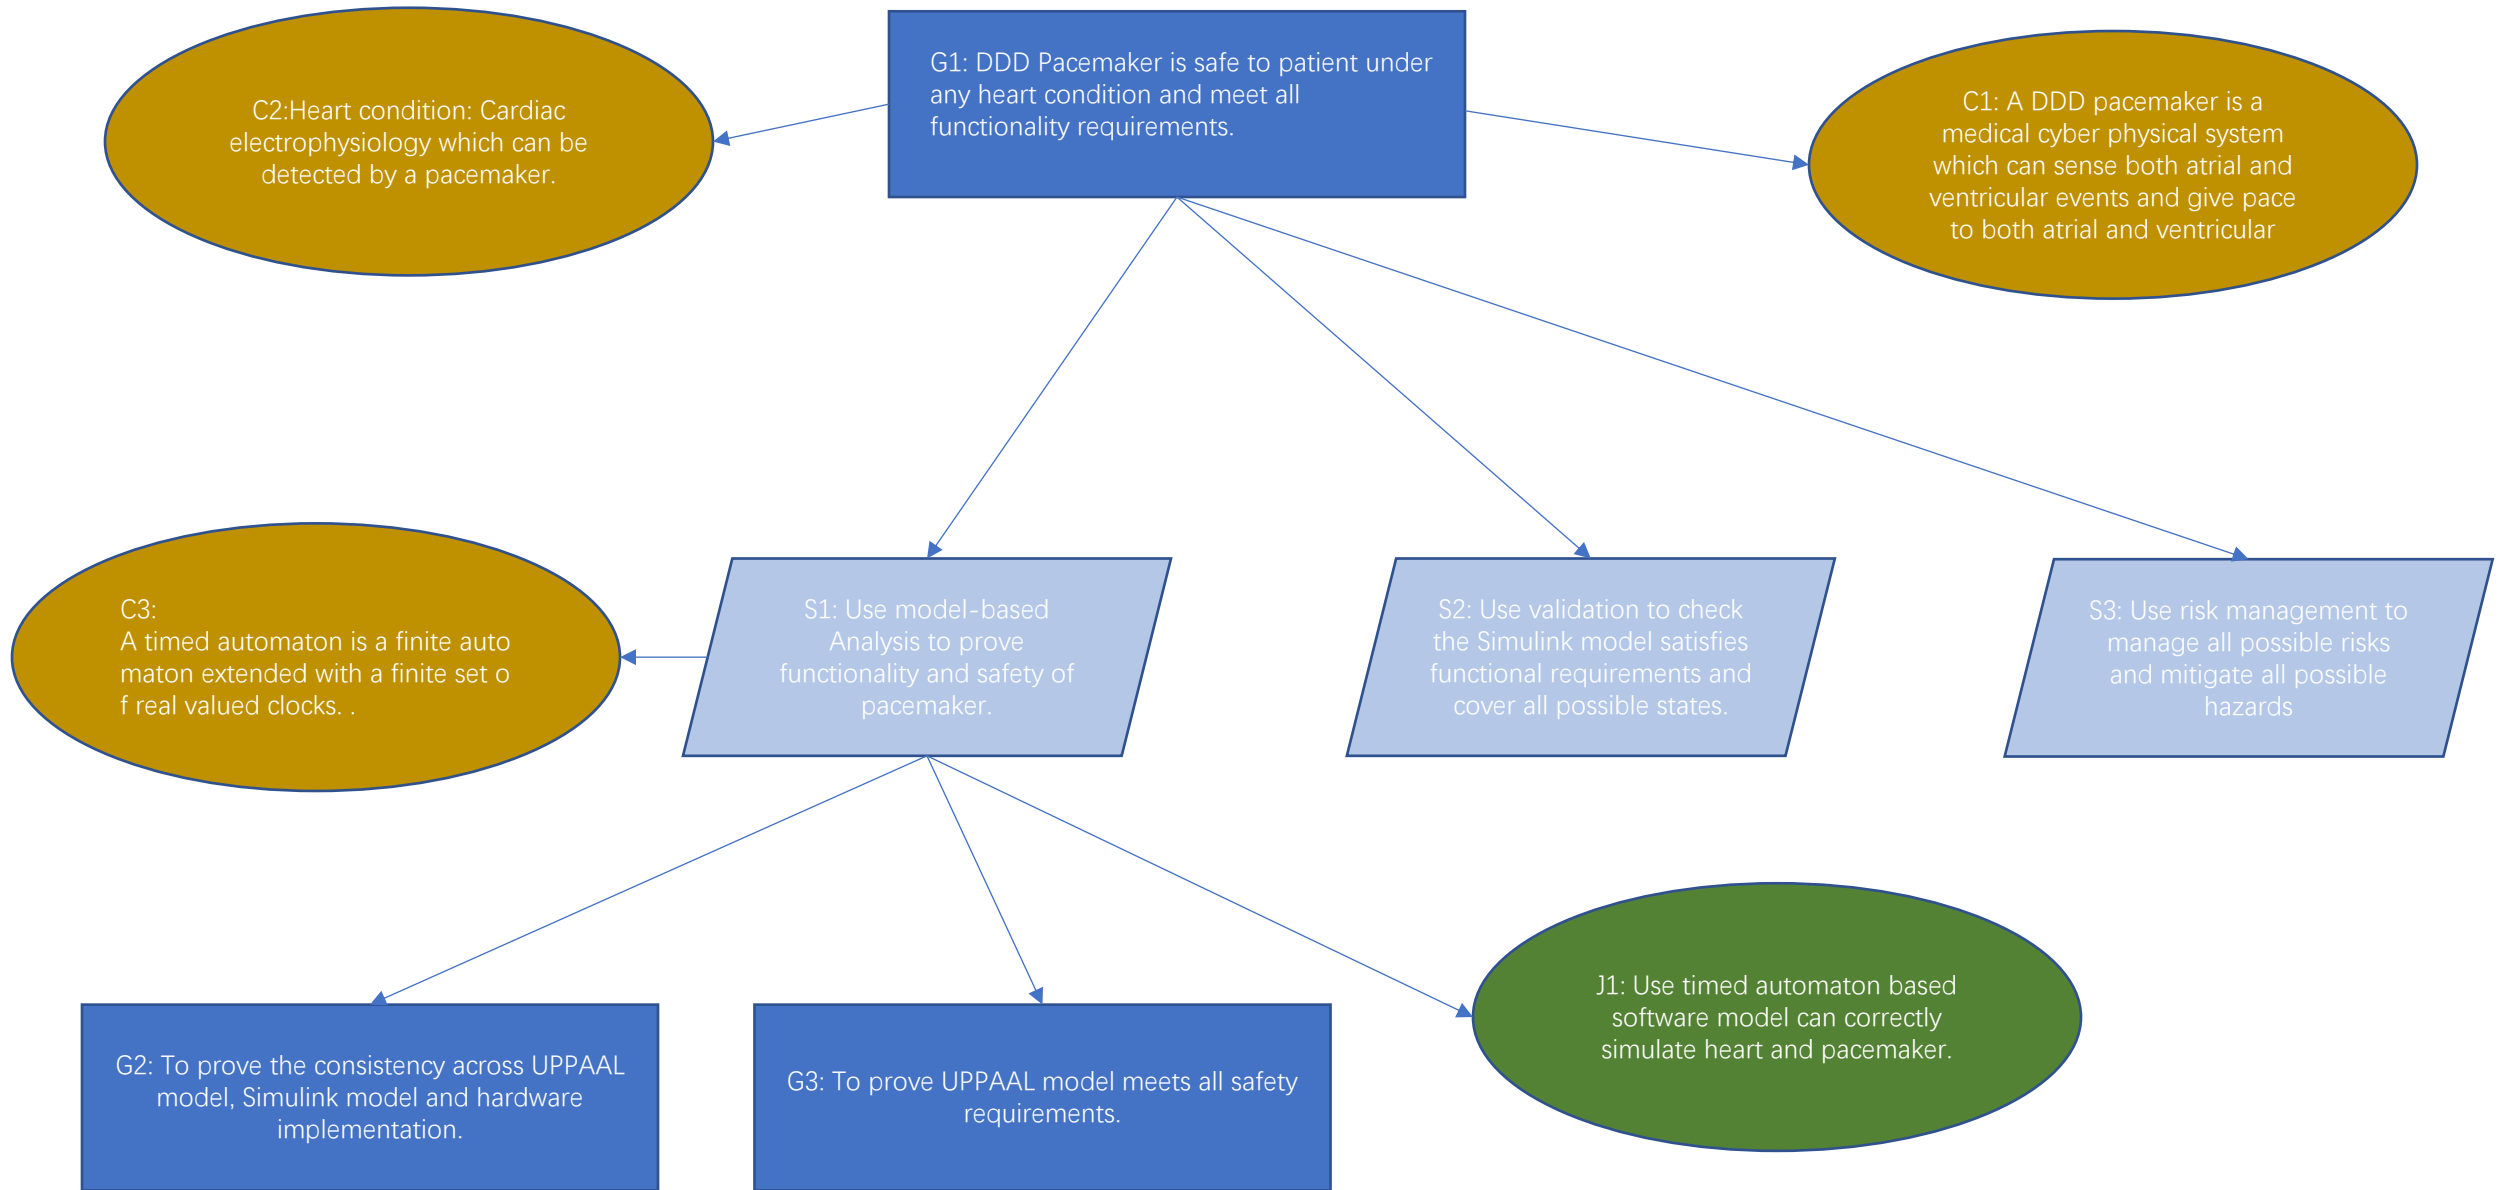 C2:Heart condition: Cardiac
electrophysiology which can be
detected by a pacemaker.
G1: DDD Pacemaker is safe to patient under
any heart condition and meet all
functionality requirements.
C1: A DDD pacemaker is a
medical cyber physical system
which can sense both atrial and
ventricular events and give pace
to both atrial and ventricular
C3:
A timed automaton is a finite auto
maton extended with a finite set o
f real valued clocks. .
S1: Use model-based
Analysis to prove
functionality and safety of
pacemaker.
S2: Use validation to check
the Simulink model satisfies
functional requirements and
cover all possible states.
S3: Use risk management to
manage all possible risks
and mitigate all possible
hazards
G2: To prove the consistency across UPPAAL
model, Simulink model and hardware
implementation.
G3: To prove UPPAAL model meets all safety
requirements.
J1: Use timed automaton based
software model can correctly
simulate heart and pacemaker.